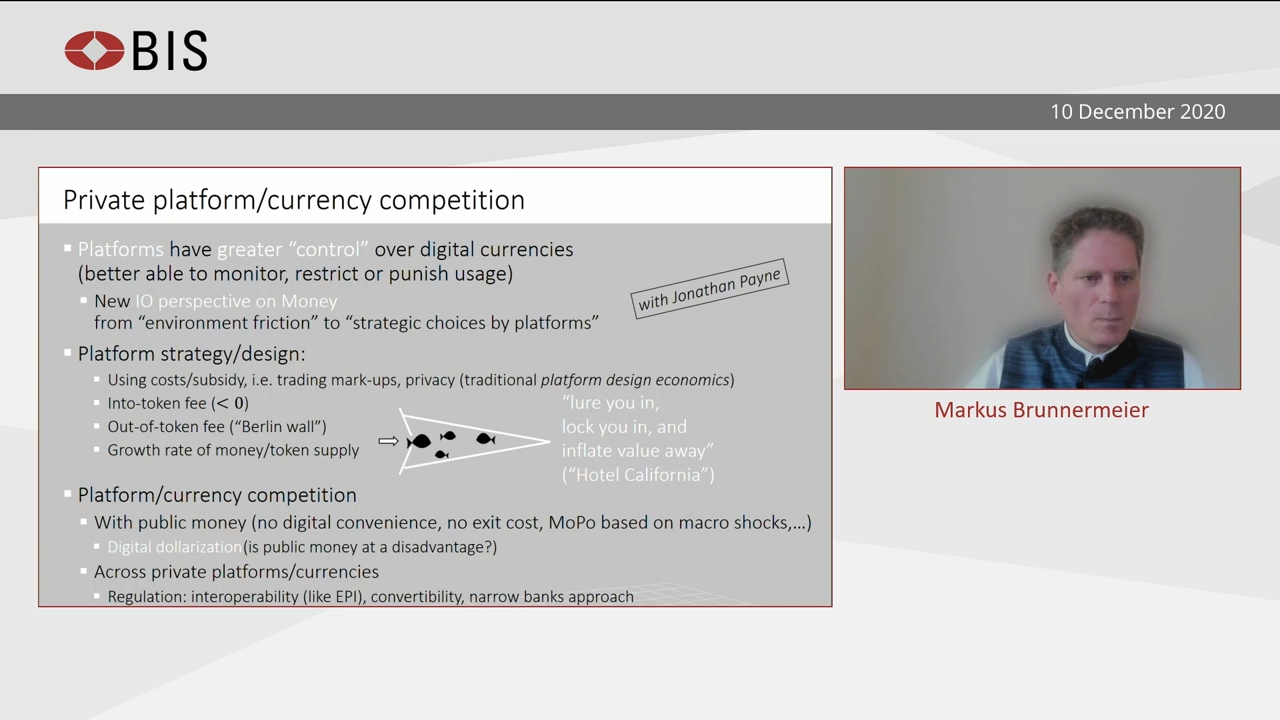 BIS
10 December 2020
Private platform/currency competition
Platforms have greater “control” over digital currencies
(better able to monitor, restrict or punish usage)
with Jonathan Payne
New IO perspective on Money
from “environment friction” to “strategic choices by platforms”
Platform strategy/design:
Using costs/subsidy, i.e. trading mark-ups, privacy (traditional platform design economics)
Into-token fee (< 0)
Out-of-token fee (“Berlin wall”)
Growth rate of money/token supply
“lure you in,
lock you in, and
inflate value away”
(“Hotel California”)
Platform/currency competition
With public money (no digital convenience, no exit cost, MoPo based on macro shocks,...)
Digital dollarization(is public money at a disadvantage?)
Across private platforms/currencies
Regulation: interoperability (like EPI), convertibility, narrow banks approach
Markus Brunnermeier